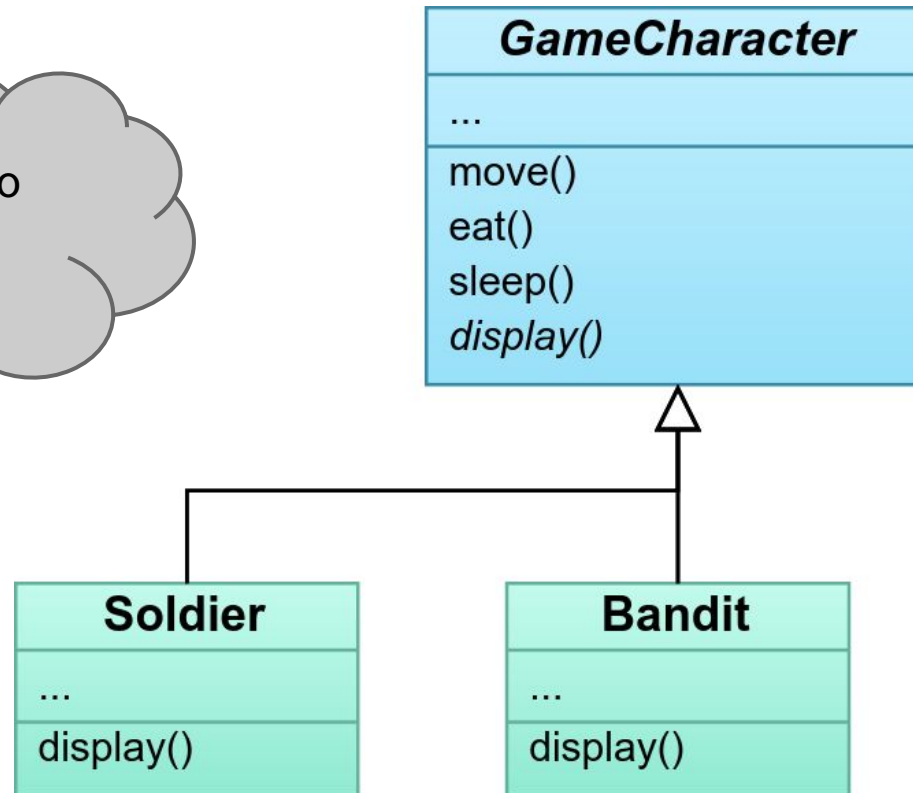 GameCharacter
...
move()
eat()
sleep()
display()
Soldier
...
display()
Bandit
...
display()